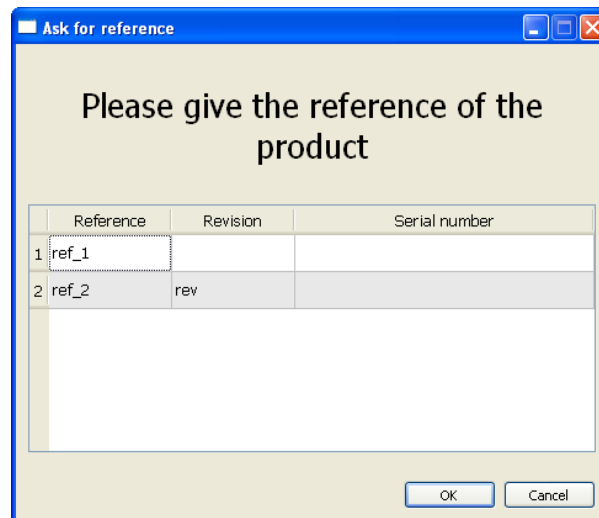 Ask for reference
Please give the reference of the
product
Reference Revision Serial number
1 ref_1
2 ref_2 rev
OK Cancel